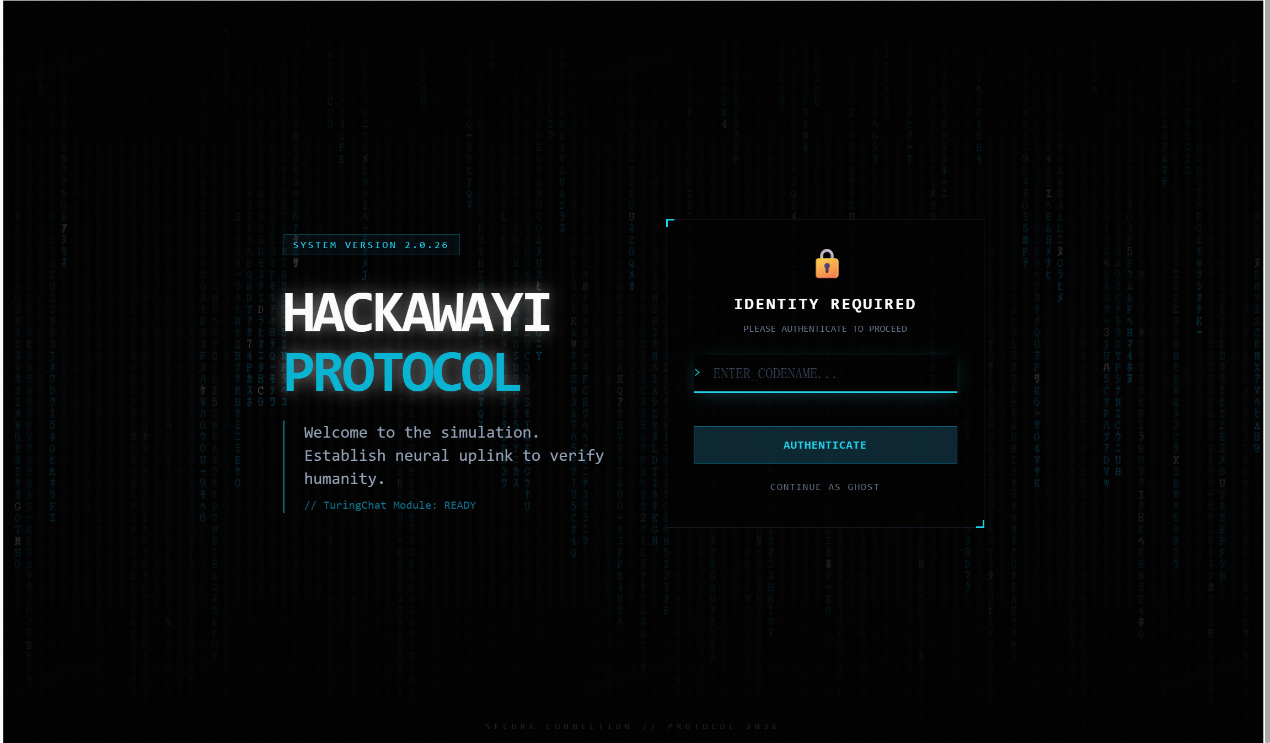 SYSTEM VERSION 2.0.26
HACKAWAYI
PROTOCOL
Welcome to the simulation.
Establish neural uplink to verify
humanity.
// TuringChat Module: READY
IDENTITY REQUIRED
PLEASE AUTHENTICATE TO PROCEED
> ENTER CODENAME...
AUTHENTICATE
CONTINUE AS GHOST
SECURE CONNECTION // PROTOCOL 2026